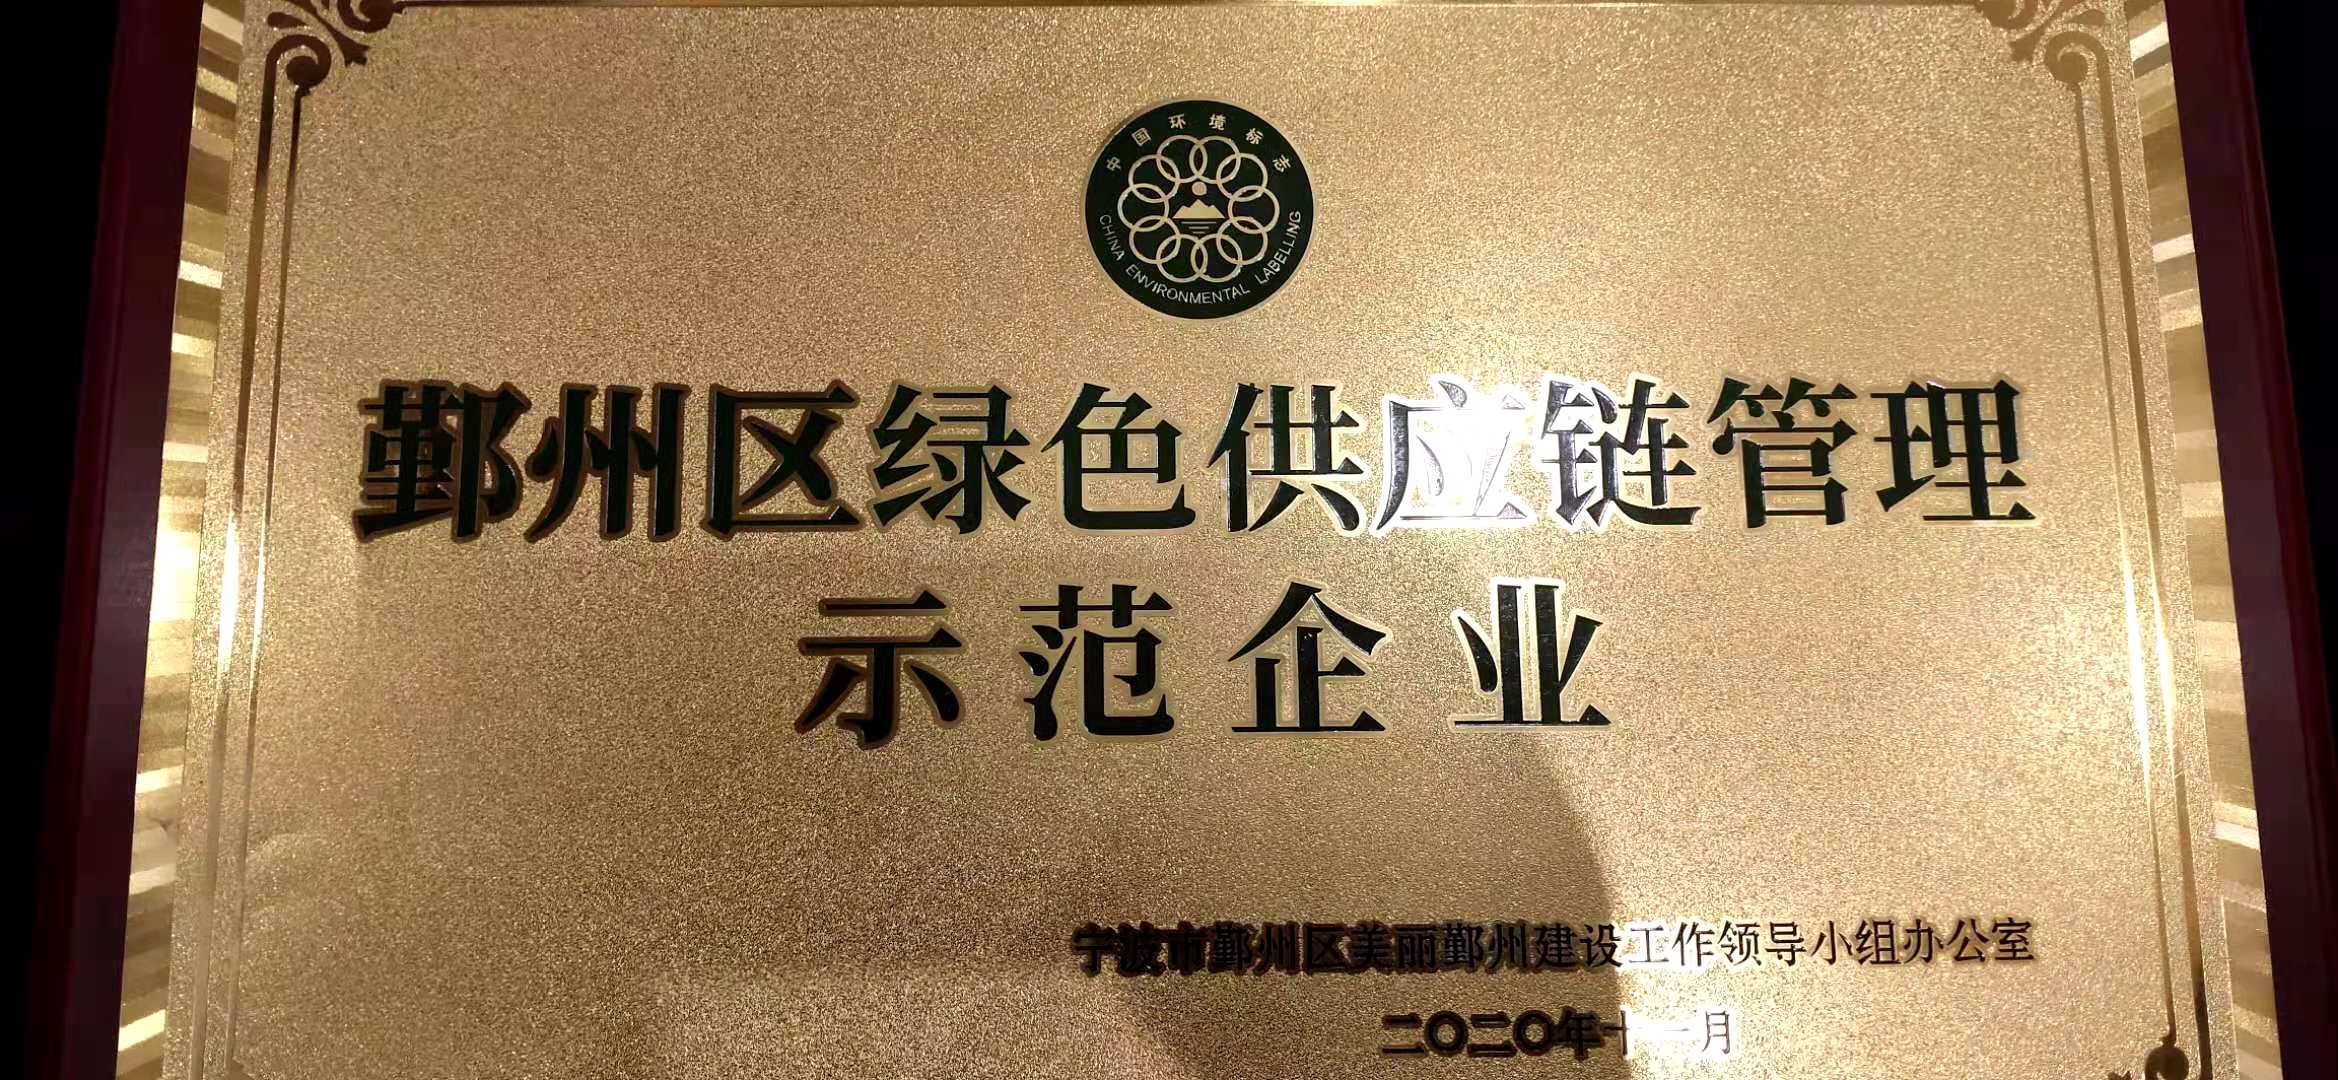 中国环境标志
CHINA ENVIRONMENTAL LABELLING
鄞州区绿色供应链管理
示范企业
宁波市鄞州区美丽鄞州建设工作领导小组办公室
二〇二〇年十一月